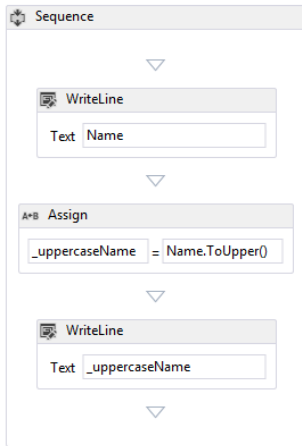 Sequence
WriteLine
Text Name
A+B Assign
_uppercaseName = Name.ToUpper()
WriteLine
Text _uppercaseName